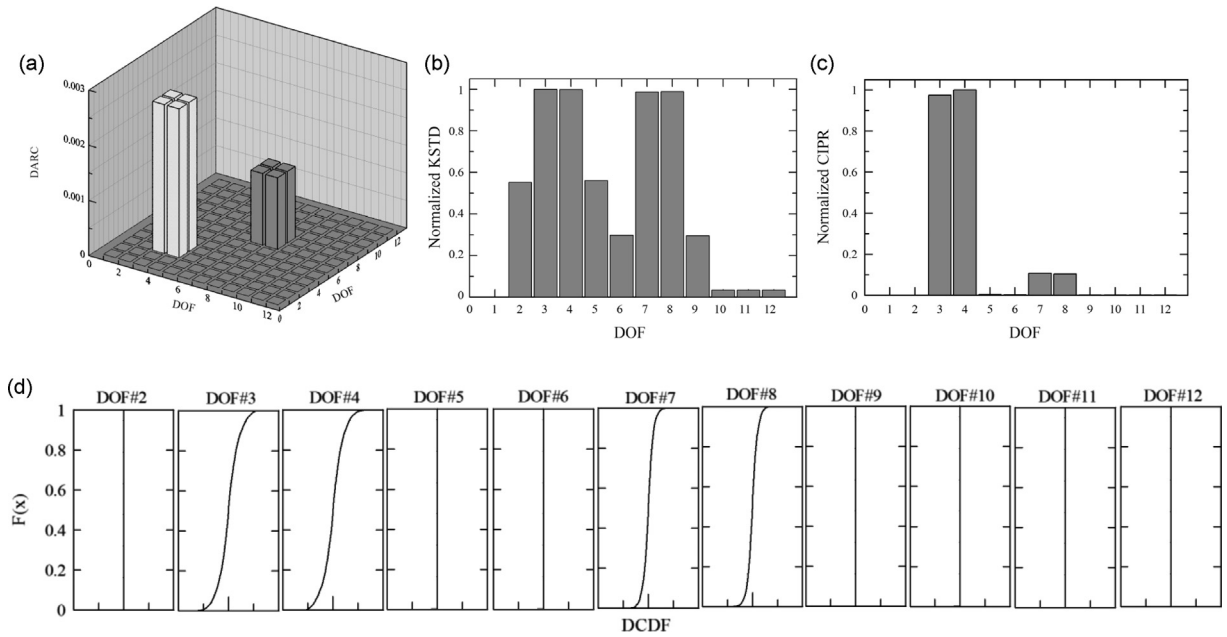 (a)
0.003
0.002
0.001
0
DARC
0 2 4 6 8 10 12
DOF
0 2 4 6 8 10 12
DOF
(b)
1
0.8
0.6
0.4
0.2
0
Normalized KSTD
0 1 2 3 4 5 6 7 8 9 10 11 12
DOF
(c)
1
0.8
0.6
0.4
0.2
0
Normalized CIPR
0 1 2 3 4 5 6 7 8 9 10 11 12
DOF
(d)
DOF#2 DOF#3 DOF#4 DOF#5 DOF#6 DOF#7 DOF#8 DOF#9 DOF#10 DOF#11 DOF#12
1
0.8
0.6
0.4
0.2
0
F(x)
DCDF